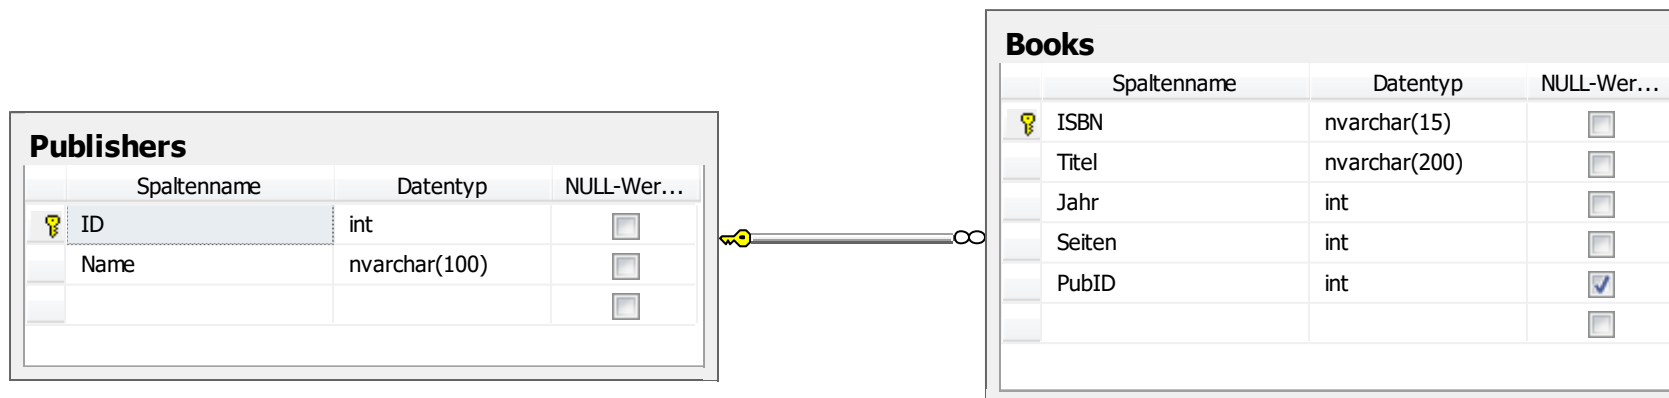 Publishers
Spaltenname Datentyp NULL-Wer...
ID int
Name nvarchar(100)
Books
Spaltenname Datentyp NULL-Wer...
ISBN nvarchar(15)
Titel nvarchar(200)
Jahr int
Seiten int
PubID int